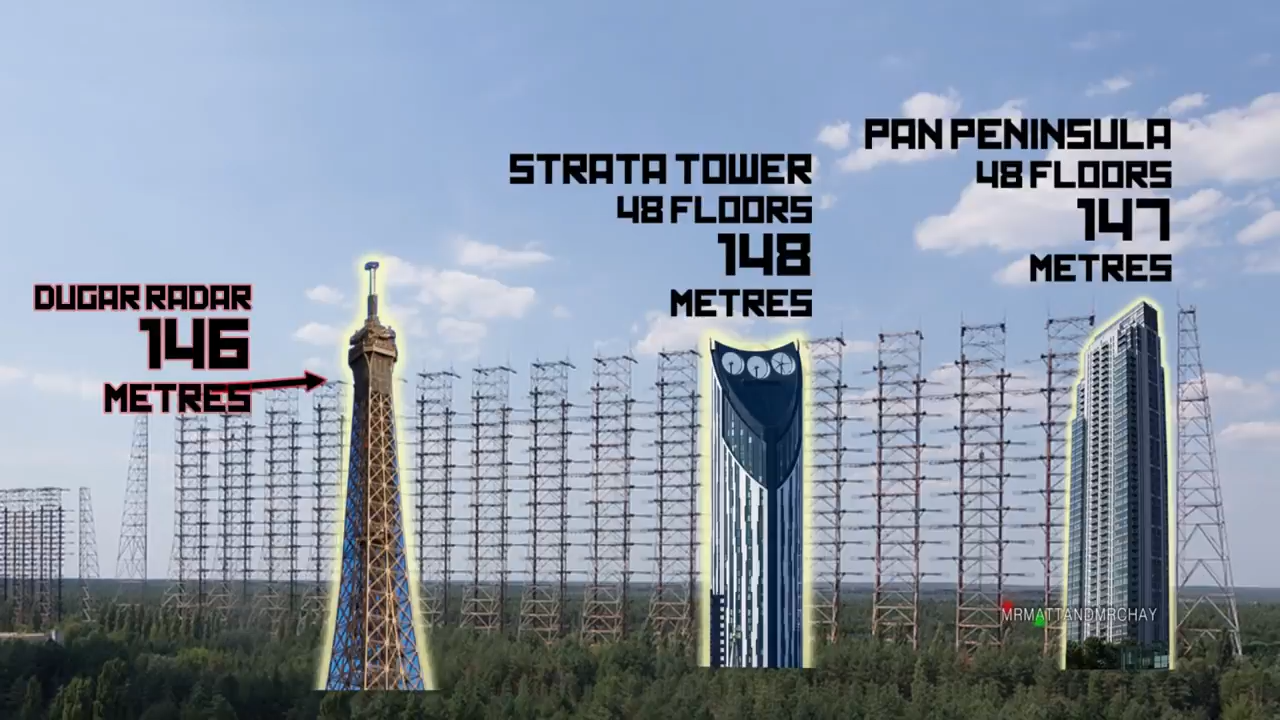 DUGAR RADAR
146
METRES
STRATA TOWER
48 FLOORS
148
METRES
PAN PENINSULA
48 FLOORS
147
METRES
MRMATTANDMRCHAY